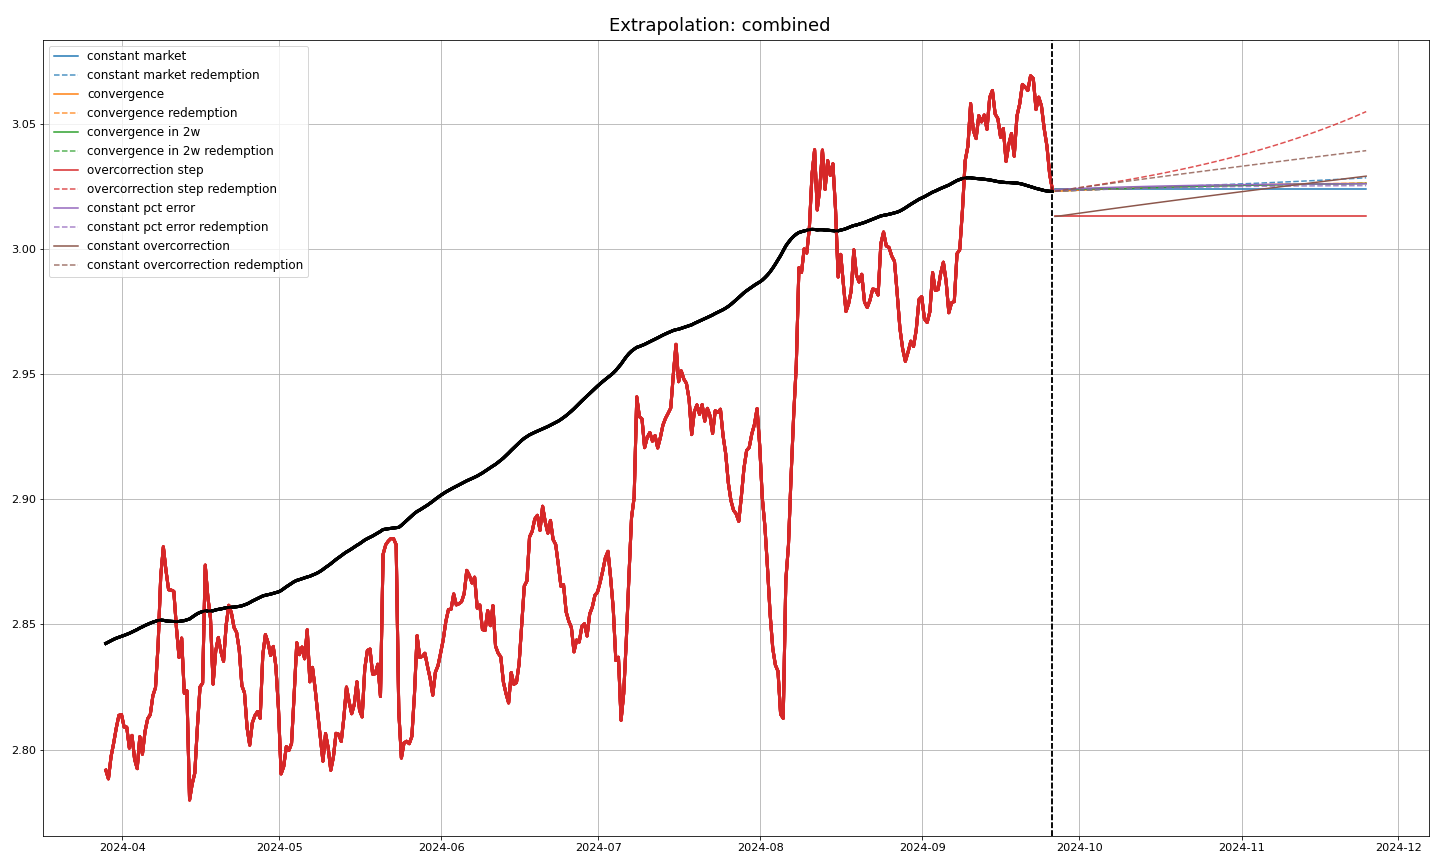 Extrapolation: combined
constant market
constant market redemption
convergence
convergence redemption
convergence in 2w
convergence in 2w redemption
overcorrection step
overcorrection step redemption
constant pct error
constant pct error redemption
constant overcorrection
constant overcorrection redemption
3.05
3.00
2.95
2.90
2.85
2.80
2024-04 2024-05 2024-06 2024-07 2024-08 2024-09 2024-10 2024-11 2024-12